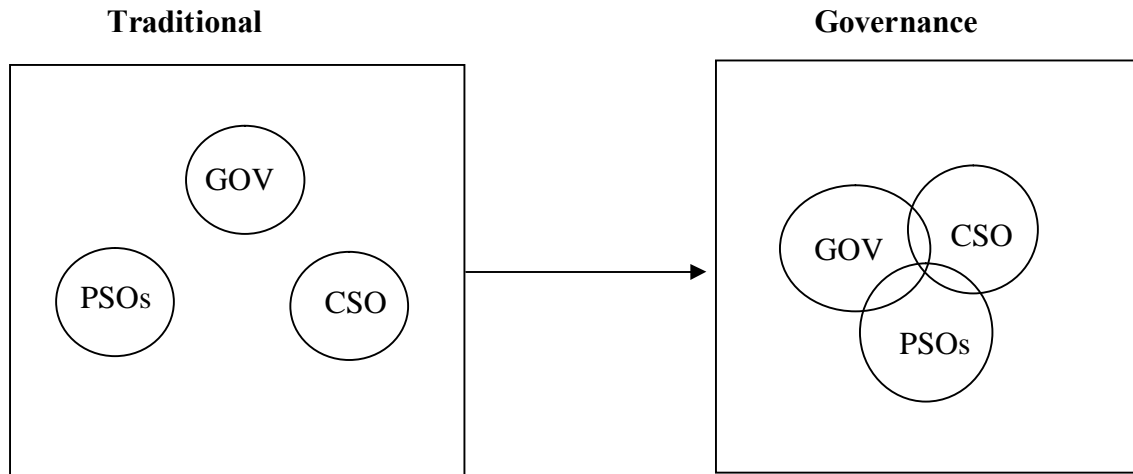 Traditional
Governance
GOV
PSOs
CSO
GOV
CSO
PSOs